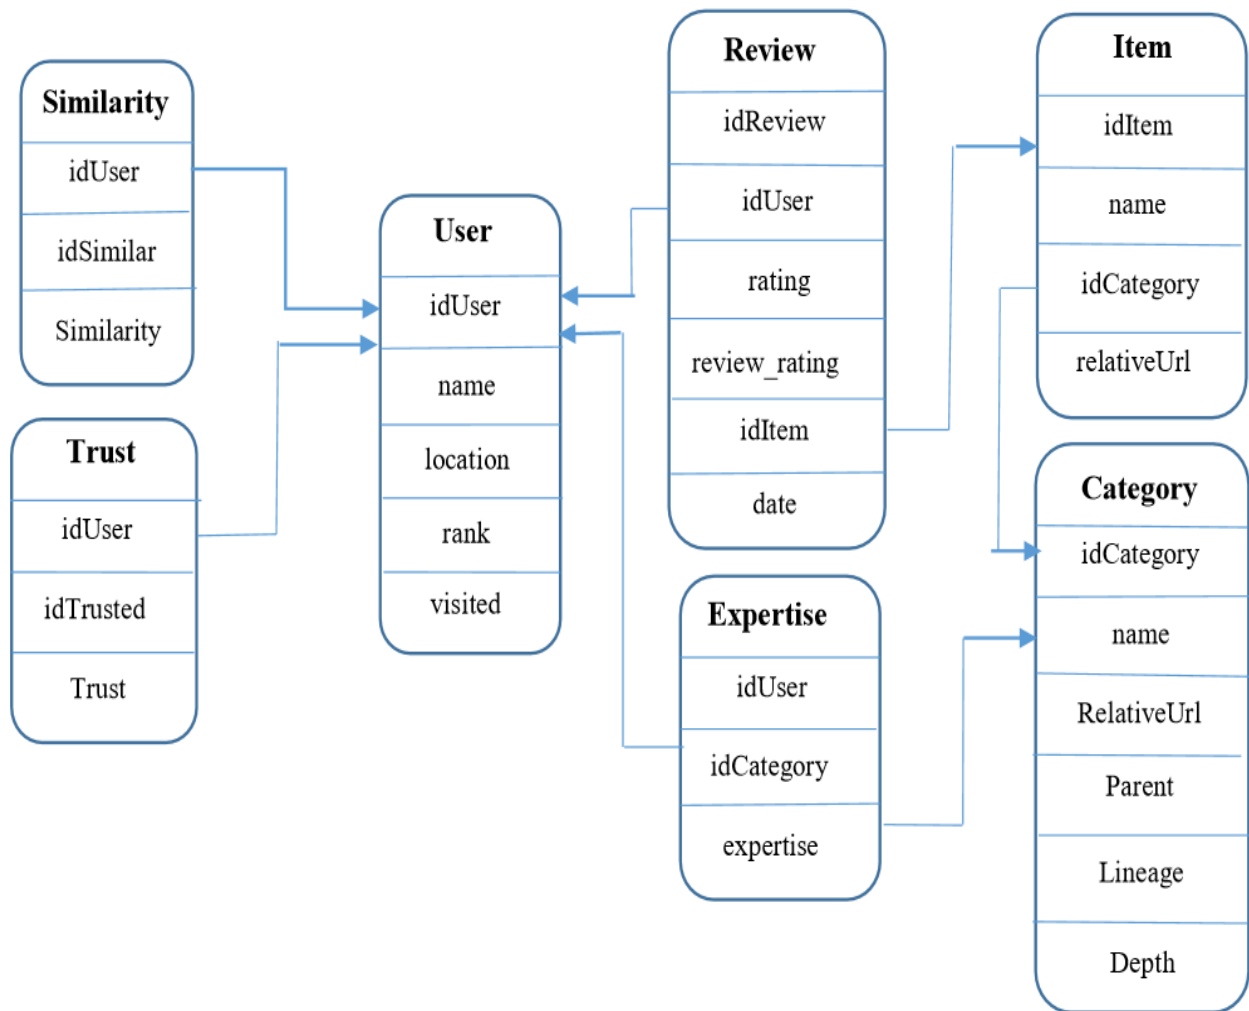 Similarity
idUser
idSimilar
Similarity
Trust
idUser
idTrusted
Trust
User
idUser
name
location
rank
visited
Review
idReview
idUser
rating
review_rating
idItem
date
Expertise
idUser
idCategory
expertise
Item
idItem
name
idCategory
relativeUrl
Category
idCategory
name
RelativeUrl
Parent
Lineage
Depth